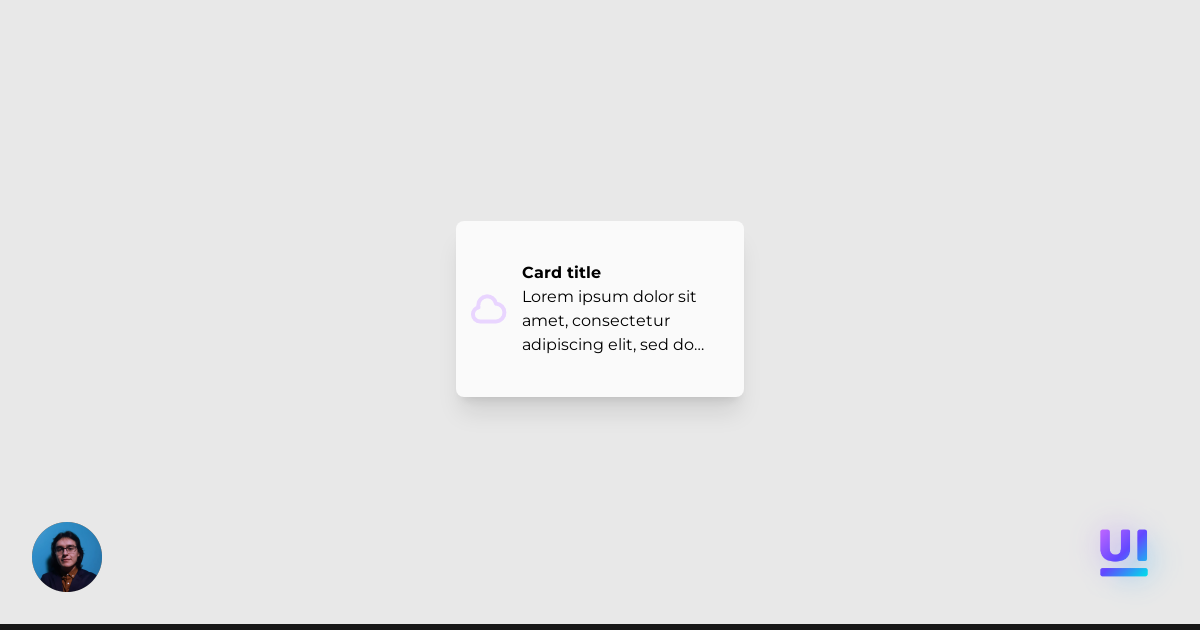 Card title
Lorem ipsum dolor sit
amet, consectetur
adipiscing elit, sed do…
UI